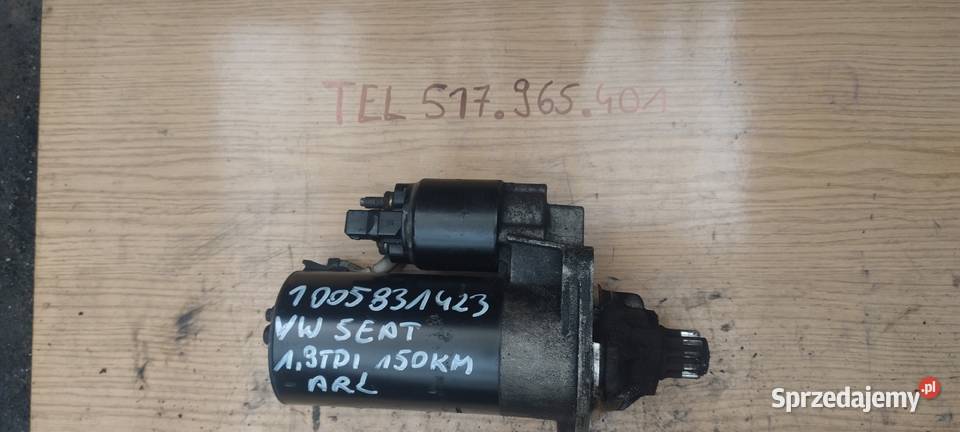 TEL 517.965.401
1005831423
VW SEAT
1.9TDI 150KM
ARL
Sprzedajemy.pl